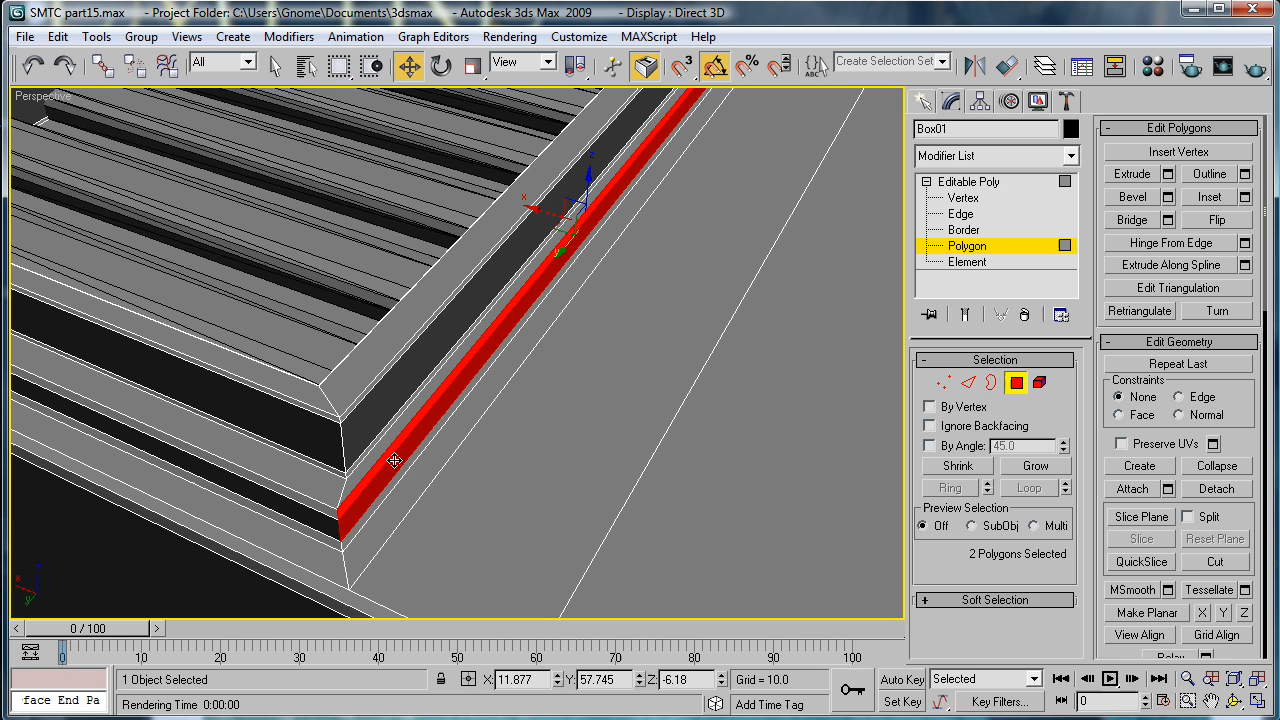 SMTC part15.max - Project Folder: C:\Users\Gnome\Documents\3dsmax - Autodesk 3ds Max 2009 - Display : Direct 3D
File Edit Tools Group Views Create Modifiers Animation Graph Editors Rendering Customize MAXScript Help
All View 3 Create Selection Set
Perspective
z
x
y
z
x
y
Box01
Modifier List
Editable Poly
Vertex
Edge
Border
Polygon
Element
- Selection
By Vertex
Ignore Backfacing
By Angle: 45.0
Shrink Grow
Ring Loop
Preview Selection
Off SubObj Multi
2 Polygons Selected
+ Soft Selection
- Edit Polygons
Insert Vertex
Extrude Outline
Bevel Inset
Bridge Flip
Hinge From Edge
Extrude Along Spline
Edit Triangulation
Retriangulate Turn
- Edit Geometry
Repeat Last
Constraints
None Edge
Face Normal
Preserve UVs
Create Collapse
Attach Detach
Slice Plane Split
Slice Reset Plane
QuickSlice Cut
MSmooth Tessellate
Make Planar X Y Z
View Align Grid Align
< 0 / 100 >
0 10 20 30 40 50 60 70 80 90 100
1 Object Selected X: 11.877 Y: 57.745 Z: -6.18 Grid = 10.0 Auto Key Selected
face End Pa Rendering Time 0:00:00 Add Time Tag Set Key Key Filters... 0